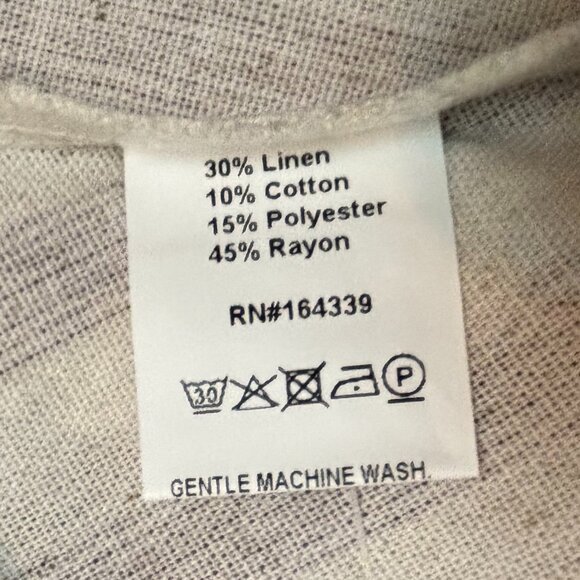 30% Linen
10% Cotton
15% Polyester
45% Rayon
RN#164339
30 P
GENTLE MACHINE WASH